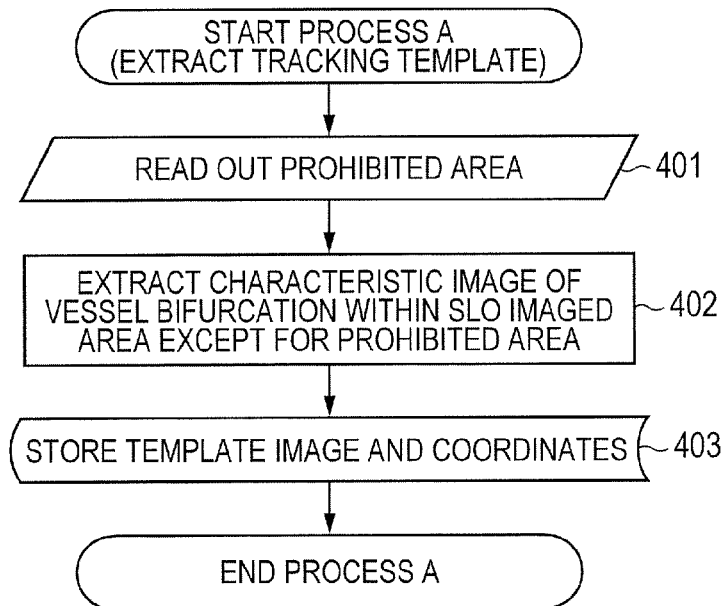 START PROCESS A
(EXTRACT TRACKING TEMPLATE)
READ OUT PROHIBITED AREA
401
EXTRACT CHARACTERISTIC IMAGE OF
VESSEL BIFURCATION WITHIN SLO IMAGED
AREA EXCEPT FOR PROHIBITED AREA
402
STORE TEMPLATE IMAGE AND COORDINATES
403
END PROCESS A